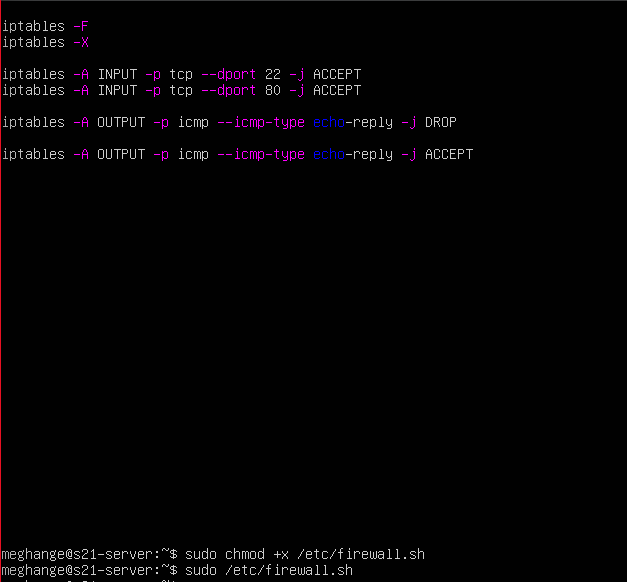 iptables -F
iptables -X
iptables -A INPUT -p tcp --dport 22 -j ACCEPT
iptables -A INPUT -p tcp --dport 80 -j ACCEPT
iptables -A OUTPUT -p icmp --icmp-type echo-reply -j DROP
iptables -A OUTPUT -p icmp --icmp-type echo-reply -j ACCEPT
meghange@s21-server:~$ sudo chmod +x /etc/firewall.sh
meghange@s21-server:~$ sudo /etc/firewall.sh